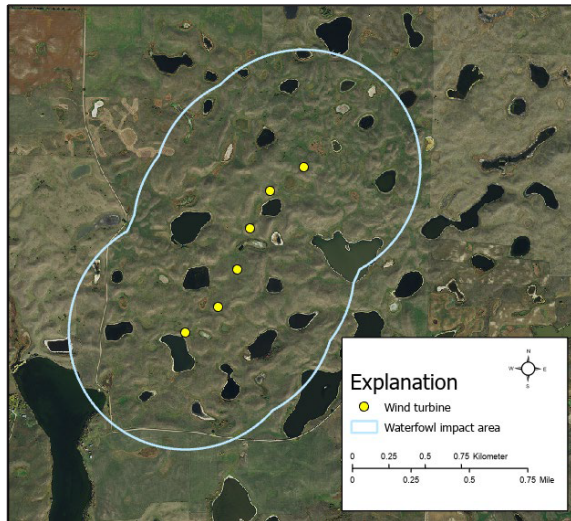 Explanation
N
W E
S
Wind turbine
Waterfowl impact area
0 0.25 0.5 0.75 Kilometer
0 0.25 0.5 0.75 Mile